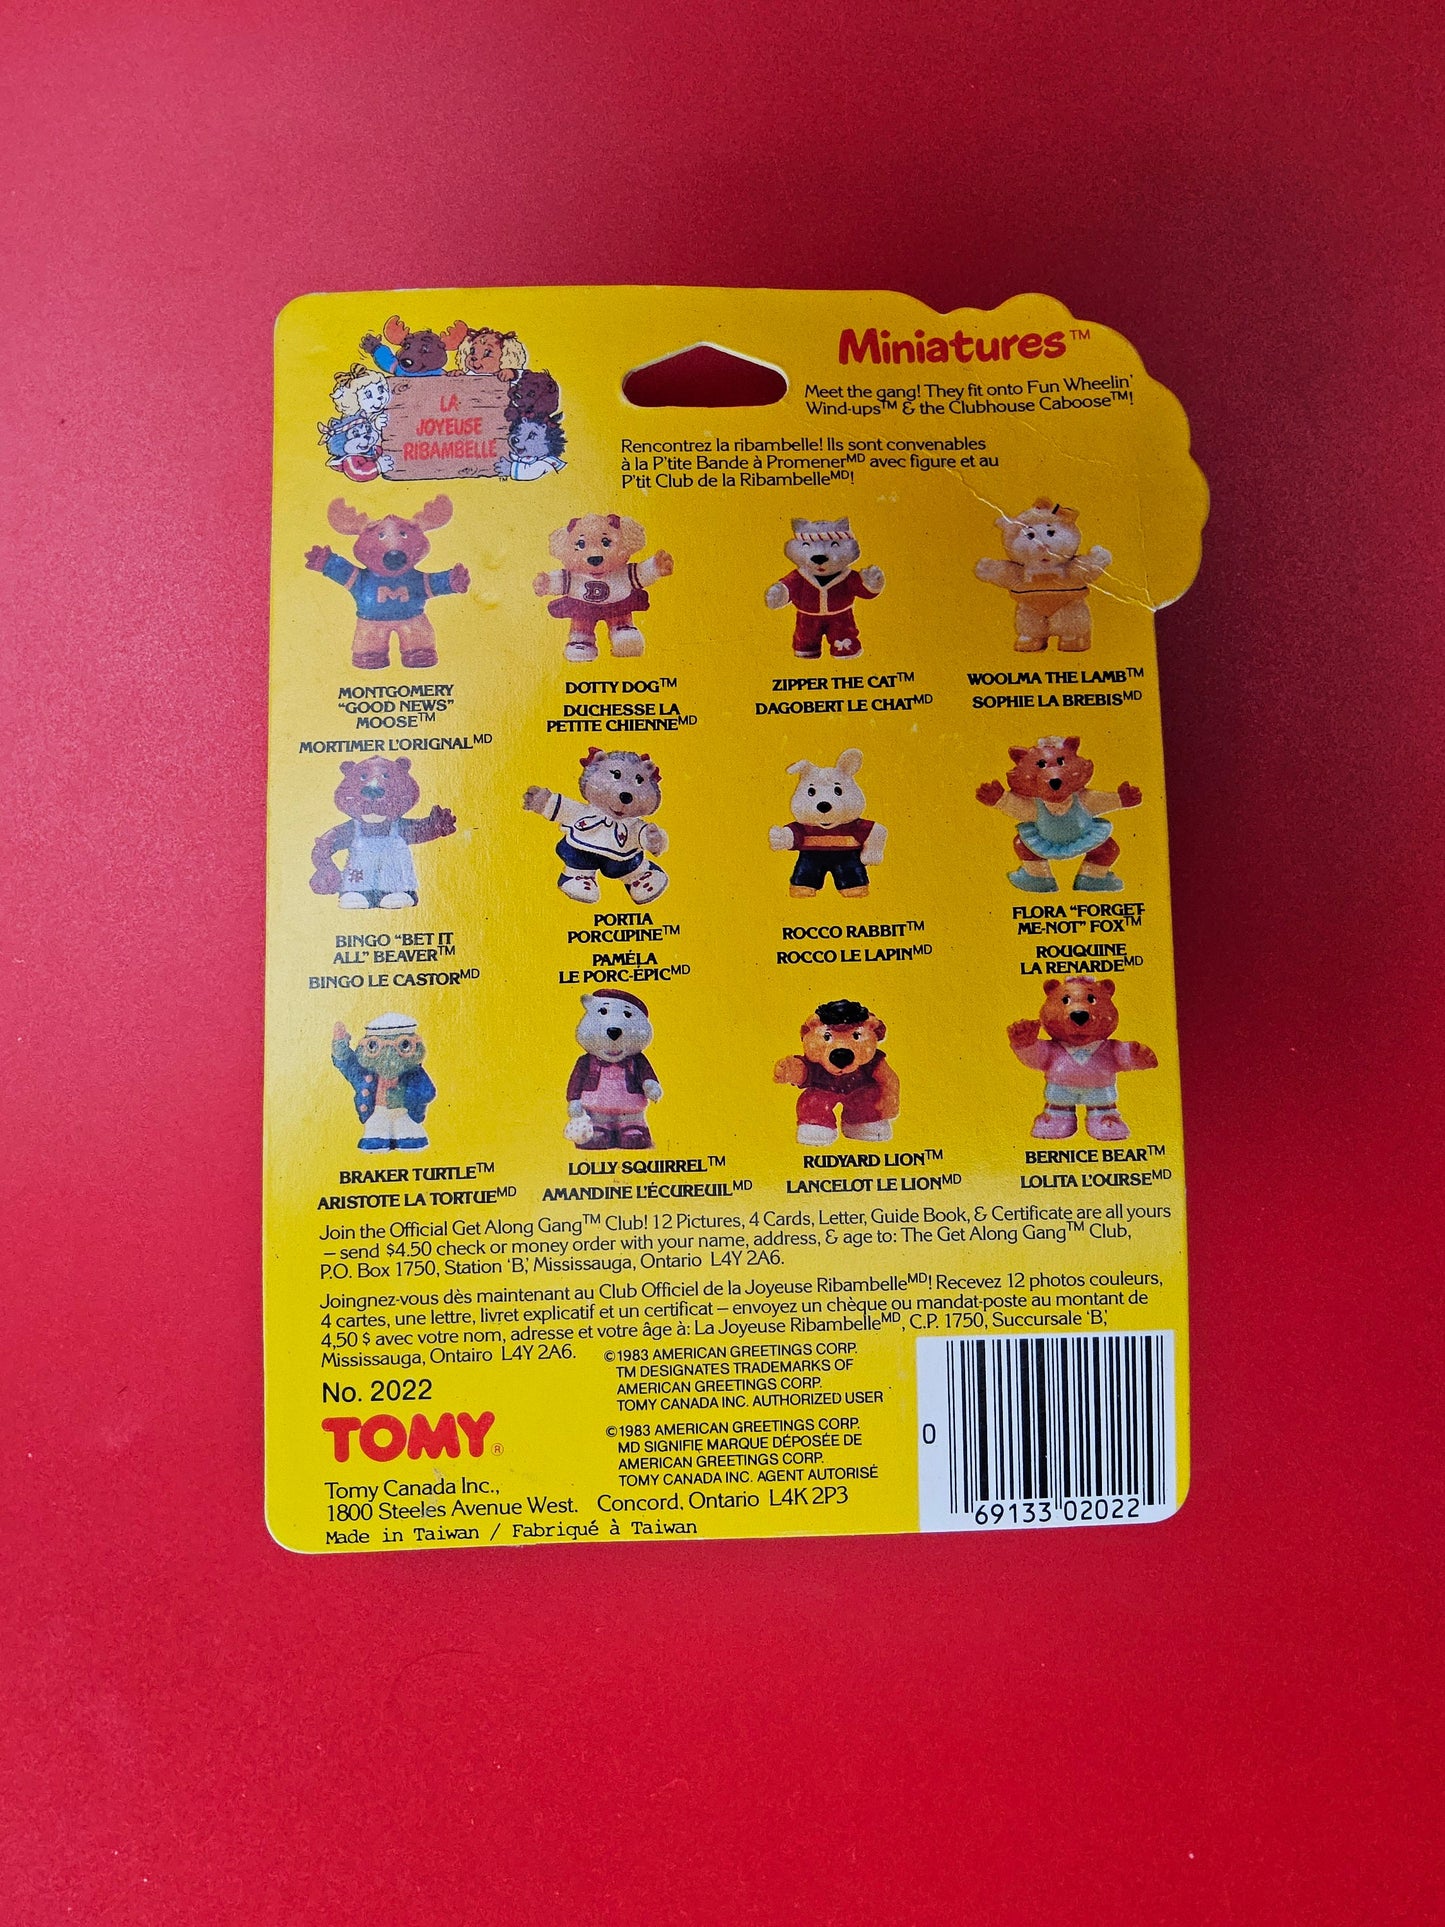 LA
JOYEUSE
RIBAMBELLE
TM
Miniatures™
Meet the gang! They fit onto Fun Wheelin'
Wind-ups™ & the Clubhouse Caboose™!
Rencontrez la ribambelle! Ils sont convenables
à la P'tite Bande à Promener MD avec figure et au
P'tit Club de la Ribambelle MD!
M
D
MONTGOMERY
"GOOD NEWS"
MOOSE™
MORTIMER L'ORIGNAL MD
DOTTY DOG™
DUCHESSE LA
PETITE CHIENNE MD
ZIPPER THE CAT™
DAGOBERT LE CHAT MD
WOOLMA THE LAMB™
SOPHIE LA BREBIS MD
BINGO "BET IT
ALL" BEAVER™
BINGO LE CASTOR MD
PORTIA
PORCUPINE™
PAMÉLA
LE PORC-ÉPIC MD
ROCCO RABBIT™
ROCCO LE LAPIN MD
FLORA "FORGET-
ME-NOT" FOX™
ROUQUINE
LA RENARDE MD
BRAKER TURTLE™
ARISTOTE LA TORTUE MD
LOLLY SQUIRREL™
AMANDINE L'ÉCUREUIL MD
RUDYARD LION™
LANCELOT LE LION MD
BERNICE BEAR™
LOLITA L'OURSE MD
Join the Official Get Along Gang™ Club! 12 Pictures, 4 Cards, Letter, Guide Book, & Certificate are all yours
– send $4.50 check or money order with your name, address, & age to: The Get Along Gang™ Club,
P.O. Box 1750, Station 'B', Mississauga, Ontario L4Y 2A6.
Joingnez-vous dès maintenant au Club Officiel de la Joyeuse Ribambelle MD! Recevez 12 photos couleurs,
4 cartes, une lettre, livret explicatif et un certificat – envoyez un chèque ou mandat-poste au montant de
4,50 $ avec votre nom, adresse et votre âge à: La Joyeuse Ribambelle MD, C.P. 1750, Succursale 'B',
Mississauga, Ontairo L4Y 2A6.
©1983 AMERICAN GREETINGS CORP.
TM DESIGNATES TRADEMARKS OF
AMERICAN GREETINGS CORP.
TOMY CANADA INC. AUTHORIZED USER
©1983 AMERICAN GREETINGS CORP.
MD SIGNIFIE MARQUE DÉPOSÉE DE
AMERICAN GREETINGS CORP.
TOMY CANADA INC. AGENT AUTORISÉ
No. 2022
TOMY®
Tomy Canada Inc.,
1800 Steeles Avenue West. Concord, Ontario L4K 2P3
Made in Taiwan / Fabriqué à Taiwan
0 69133 02022